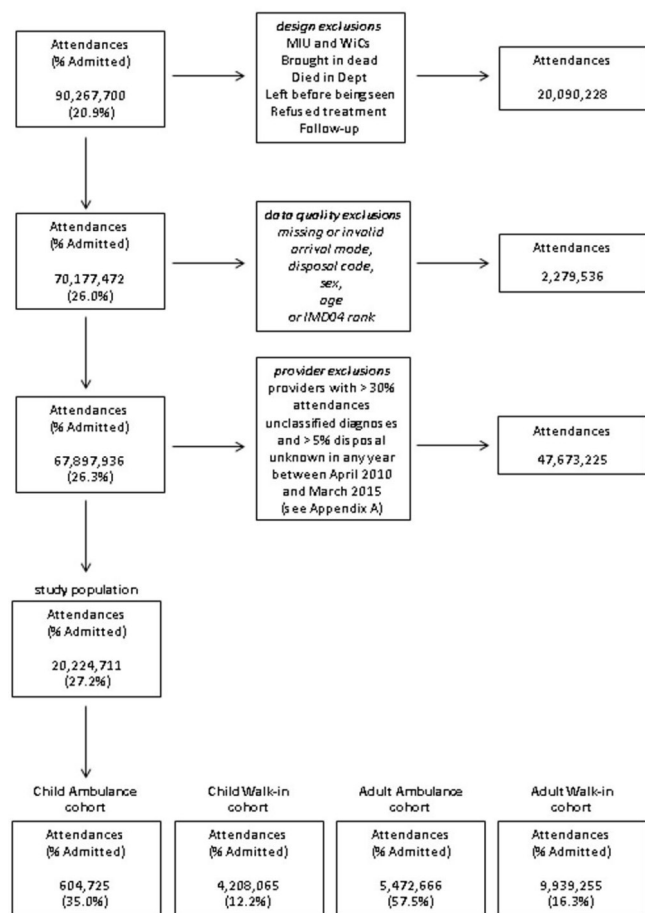 Attendances
(% Admitted)
90,267,700
(20.9%)
design exclusions
MIU and WiCs
Brought in dead
Died in Dept
Left before being seen
Refused treatment
Follow-up
Attendances
20,090,228
Attendances
(% Admitted)
70,177,472
(26.0%)
data quality exclusions
missing or invalid
arrival mode,
disposal code,
sex,
age
or IMD04 rank
Attendances
2,279,536
Attendances
(% Admitted)
67,897,936
(26.3%)
provider exclusions
providers with > 30%
attendances
unclassified diagnoses
and > 5% disposal
unknown in any year
between April 2010
and March 2015
(see Appendix A)
Attendances
47,673,225
study population
Attendances
(% Admitted)
20,224,711
(27.2%)
Child Ambulance
cohort
Attendances
(% Admitted)
604,725
(35.0%)
Child Walk-in
cohort
Attendances
(% Admitted)
4,208,065
(12.2%)
Adult Ambulance
cohort
Attendances
(% Admitted)
5,472,666
(57.5%)
Adult Walk-in
cohort
Attendances
(% Admitted)
9,939,255
(16.3%)